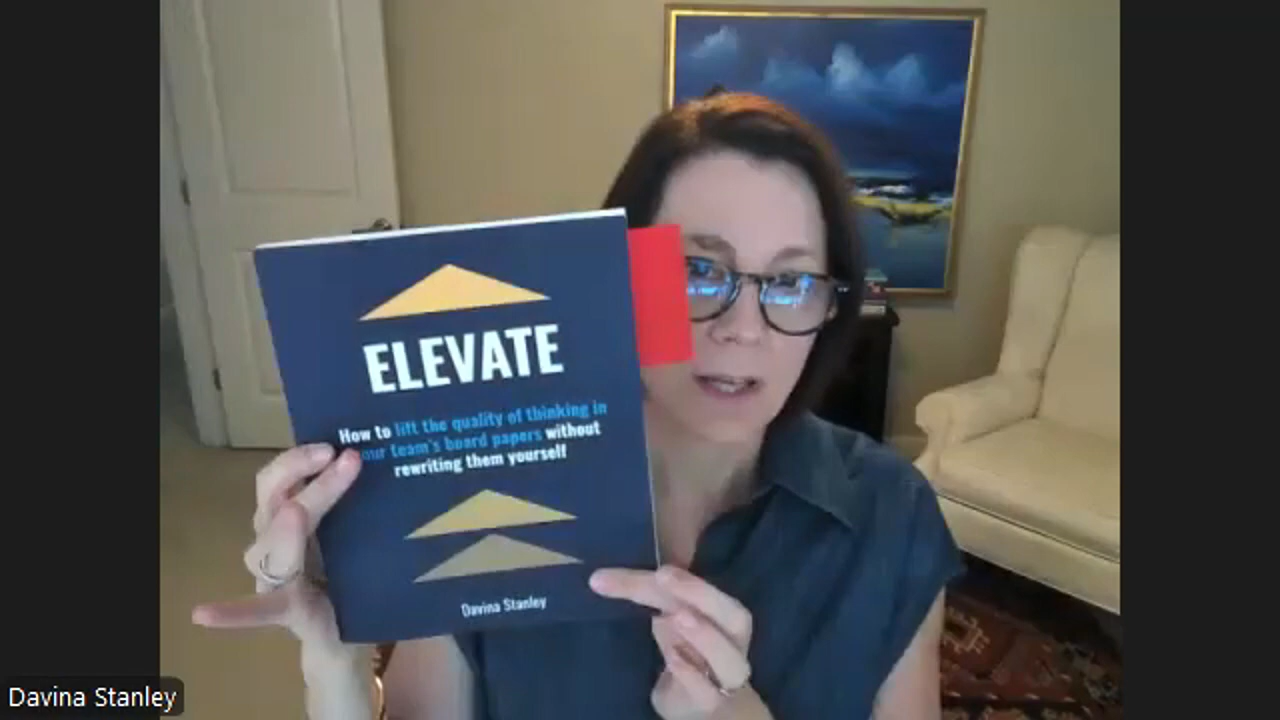 ELEVATE
How to lift the quality of thinking in
team's board papers without
rewriting them yourself
Davina Stanley
Davina Stanley